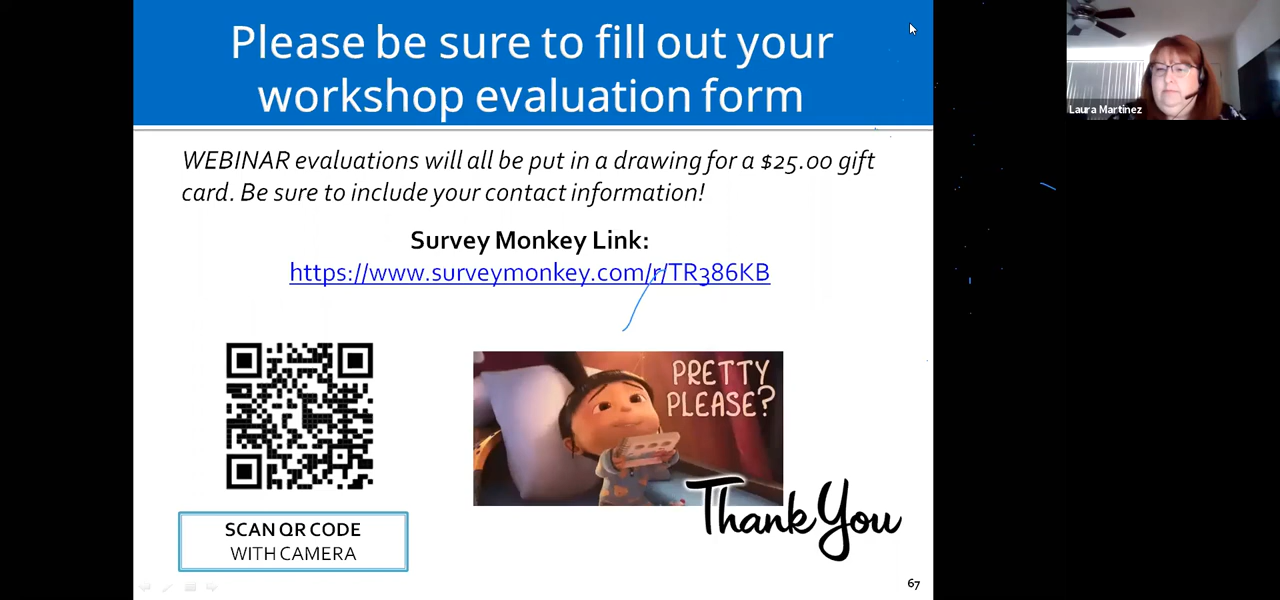 Please be sure to fill out your
workshop evaluation form
WEBINAR evaluations will all be put in a drawing for a $25.00 gift
card. Be sure to include your contact information!
Survey Monkey Link:
https://www.surveymonkey.com/r/TR386KB
PRETTY
PLEASE?
Thank You
SCAN QR CODE
WITH CAMERA
67
Laura Martinez